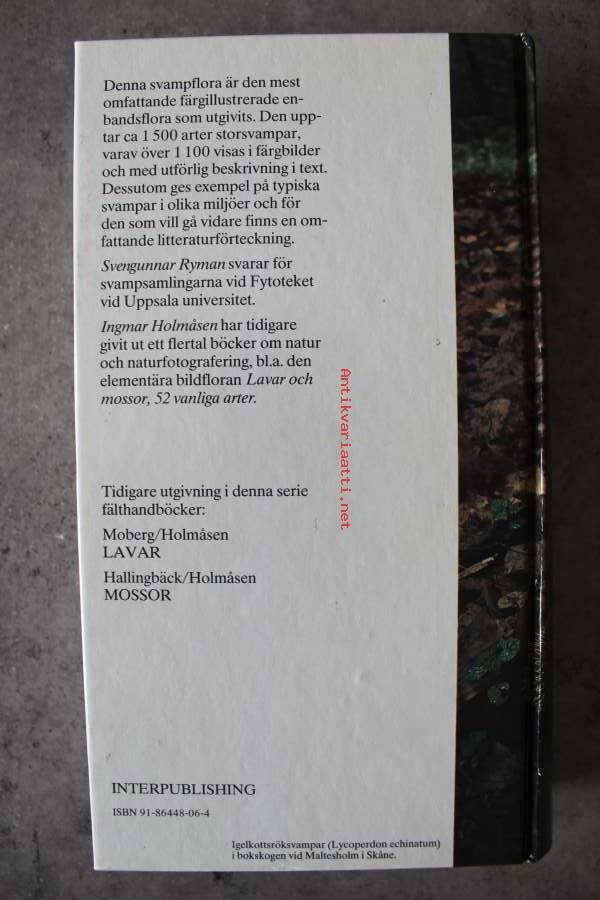 Denna svampflora är den mest
omfattande färgillustrerade en-
bandsflora som utgivits. Den upp-
tar ca 1 500 arter storsvampar,
varav över 1 100 visas i färgbilder
och med utförlig beskrivning i text.
Dessutom ges exempel på typiska
svampar i olika miljöer och för
den som vill gå vidare finns en om-
fattande litteraturförteckning.
Svengunnar Ryman svarar för
svampsamlingarna vid Fytoteket
vid Uppsala universitet.
Ingmar Holmåsen har tidigare
givit ut ett flertal böcker om natur
och naturfotografering, bl.a. den
elementära bildfloran Lavar och
mossor, 52 vanliga arter.
Antikvariaatti.net
Tidigare utgivning i denna serie
fälthandböcker:
Moberg/Holmåsen
LAVAR
Hallingbäck/Holmåsen
MOSSOR
INTERPUBLISHING
ISBN 91-86448-06-4
Igelkottsröksvampar (Lycoperdon echinatum)
i bokskogen vid Maltesholm i Skåne.